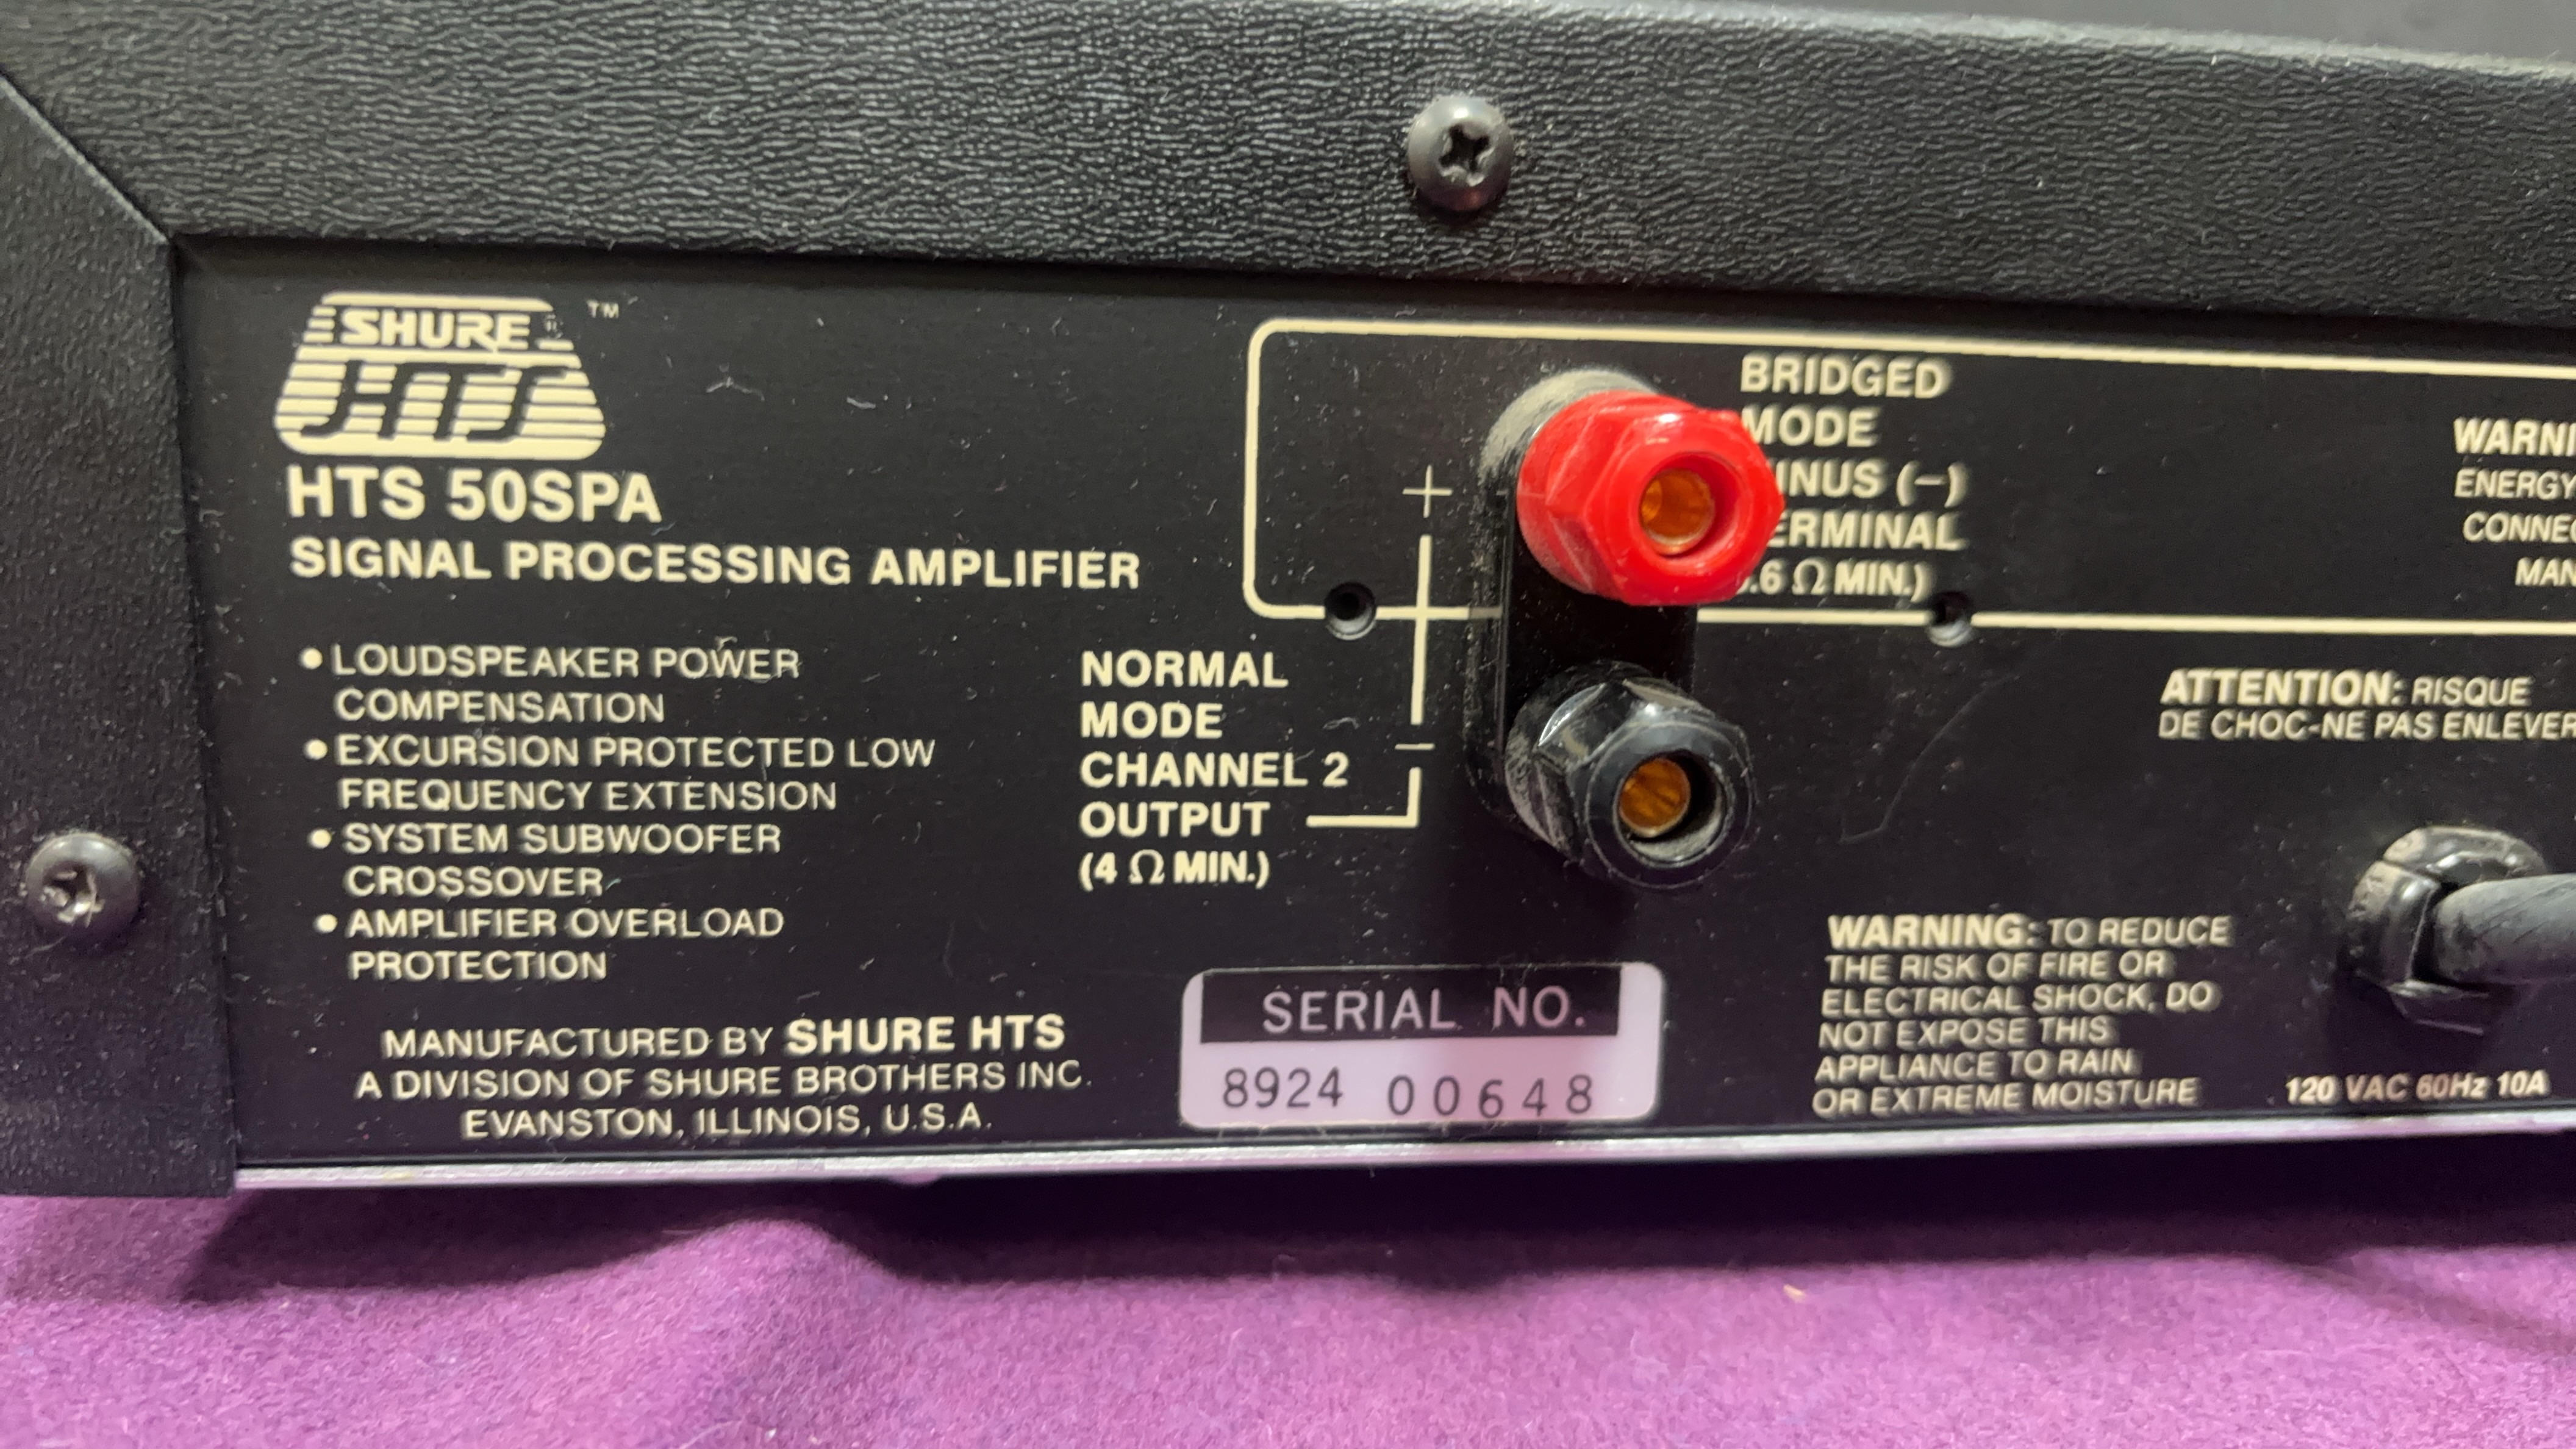 SHURE
HTS
TM
HTS 50SPA
SIGNAL PROCESSING AMPLIFIER
• LOUDSPEAKER POWER
COMPENSATION
• EXCURSION PROTECTED LOW
FREQUENCY EXTENSION
• SYSTEM SUBWOOFER
CROSSOVER
• AMPLIFIER OVERLOAD
PROTECTION
MANUFACTURED BY SHURE HTS
A DIVISION OF SHURE BROTHERS INC.
EVANSTON, ILLINOIS, U.S.A.
BRIDGED
MODE
(–)
Ω MIN.)
+
–
NORMAL
MODE
CHANNEL 2
OUTPUT
(4 Ω MIN.)
SERIAL NO.
8924 00648
ENERGY
ATTENTION: RISQUE
DE CHOC-NE PAS ENLEVER
WARNING: TO REDUCE
THE RISK OF FIRE OR
ELECTRICAL SHOCK, DO
NOT EXPOSE THIS
APPLIANCE TO RAIN
OR EXTREME MOISTURE
120 VAC 60Hz 10A